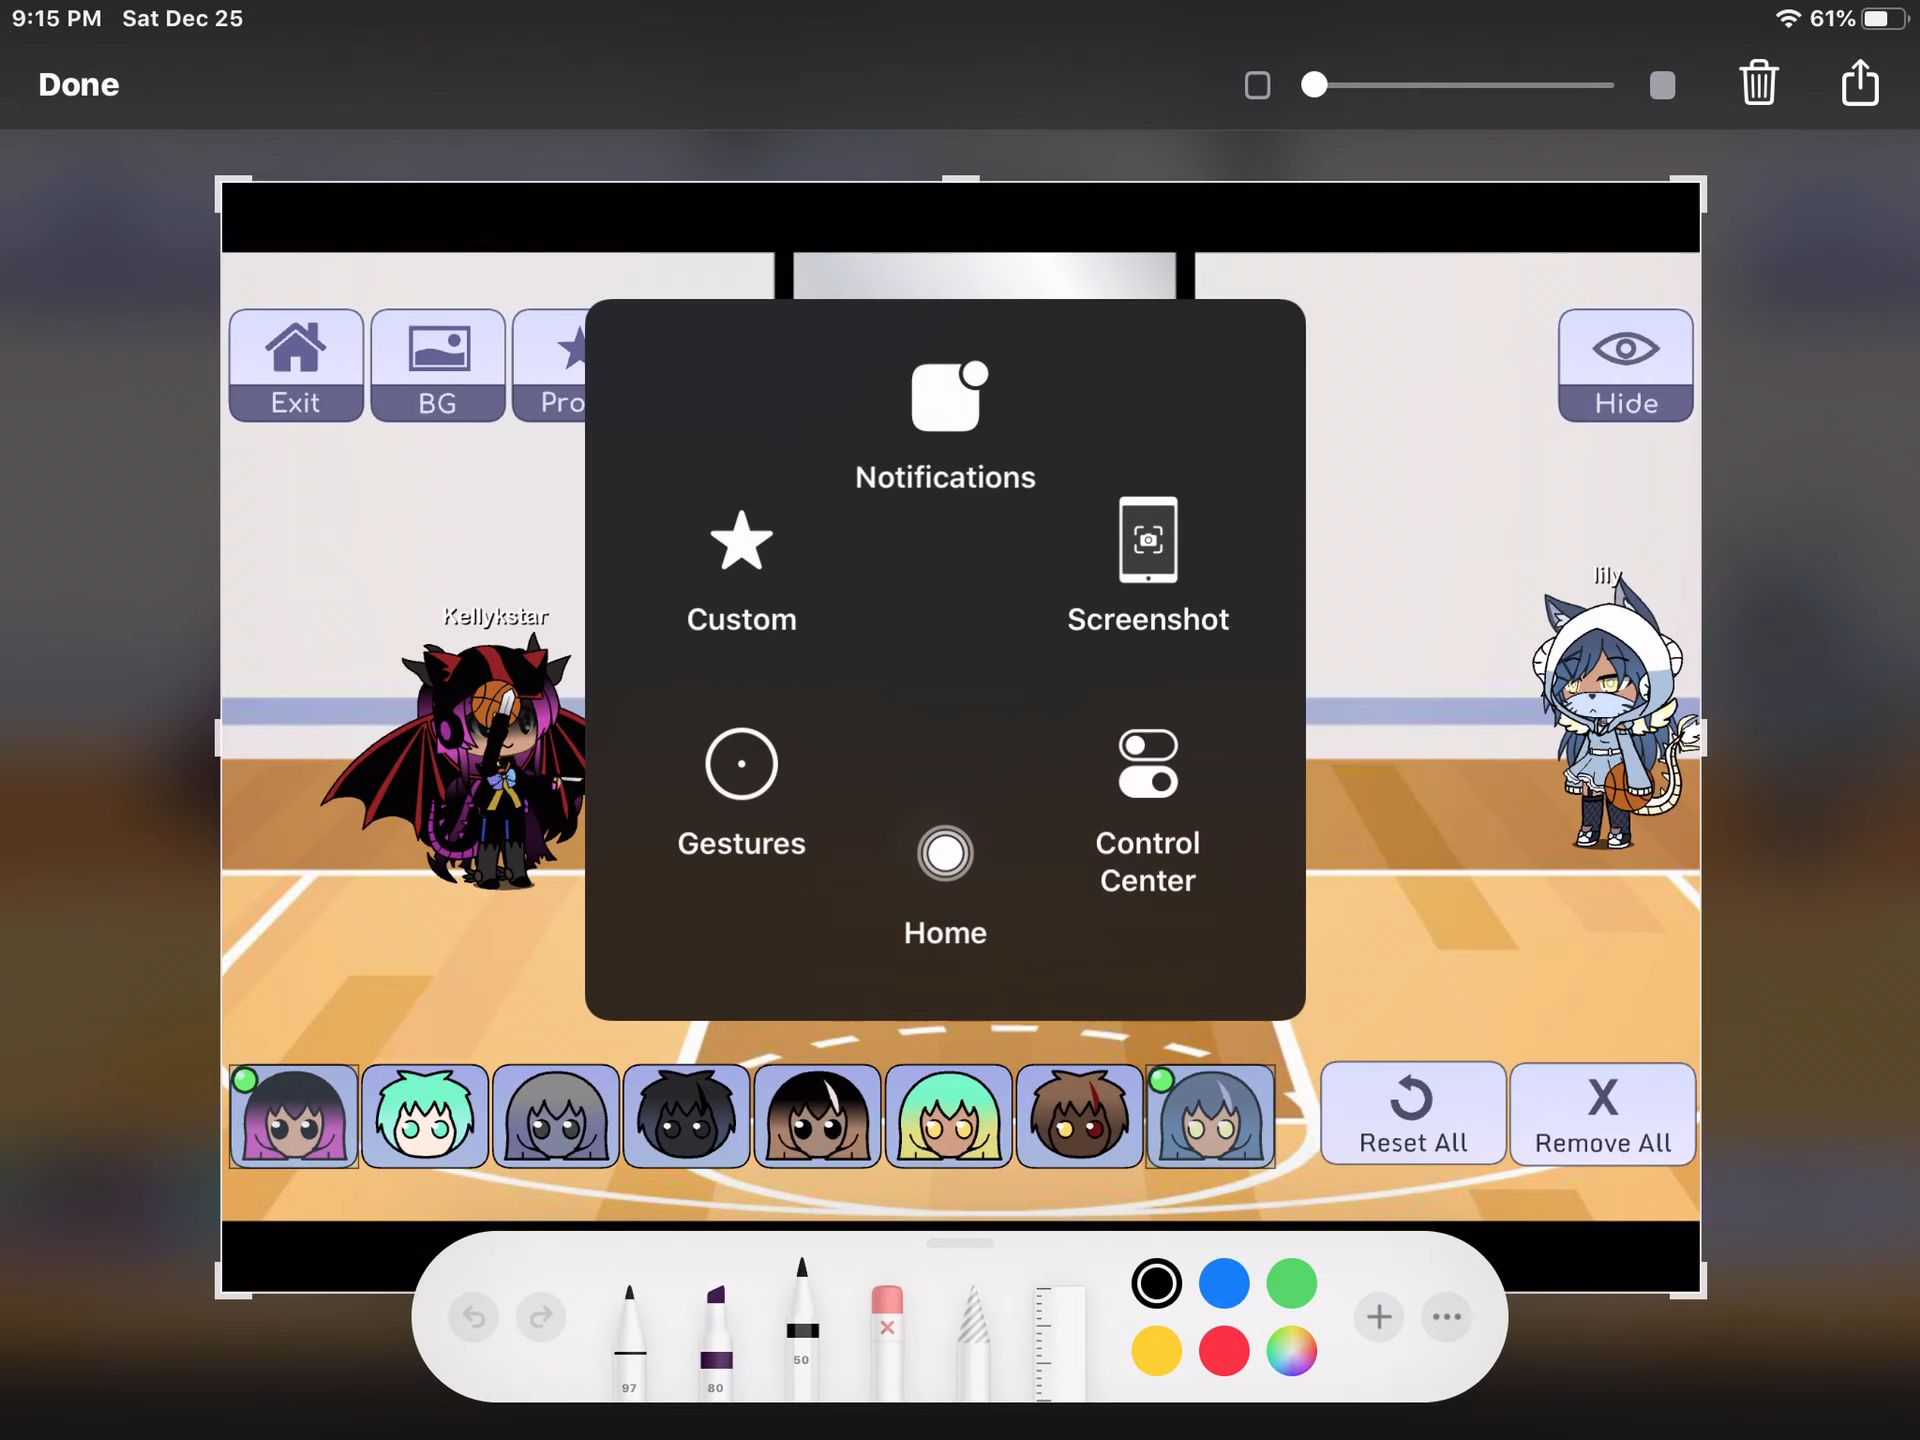 9:15 PM Sat Dec 25
61%
Done
Exit
BG
Pro
Hide
Notifications
Custom
Screenshot
lily
Kellykstar
Gestures
Control
Center
Home
Reset All
Remove All
97
80
50